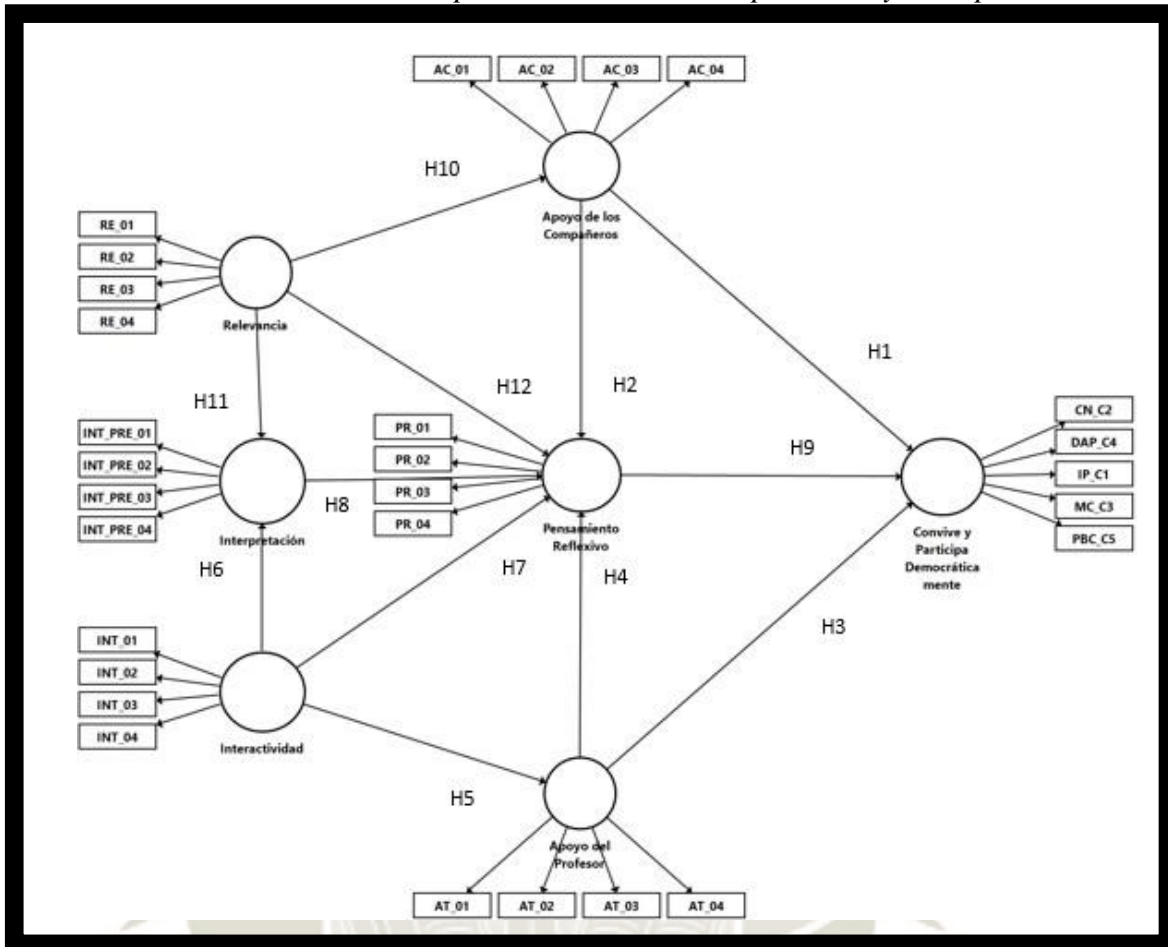 AC_01
AC_02
AC_03
AC_04
H10
Apoyo de los
Compañeros
RE_01
RE_02
RE_03
RE_04
Relevancia
H1
H11
H12
H2
INT_PRE_01
INT_PRE_02
INT_PRE_03
INT_PRE_04
Interpretación
H8
PR_01
PR_02
PR_03
PR_04
Pensamiento
Reflexivo
H9
CN_C2
DAP_C4
IP_C1
MC_C3
PBC_C5
Convive y
Participa
Democrática
mente
H6
H7
H4
H3
INT_01
INT_02
INT_03
INT_04
Interactividad
H5
Apoyo del
Profesor
AT_01
AT_02
AT_03
AT_04